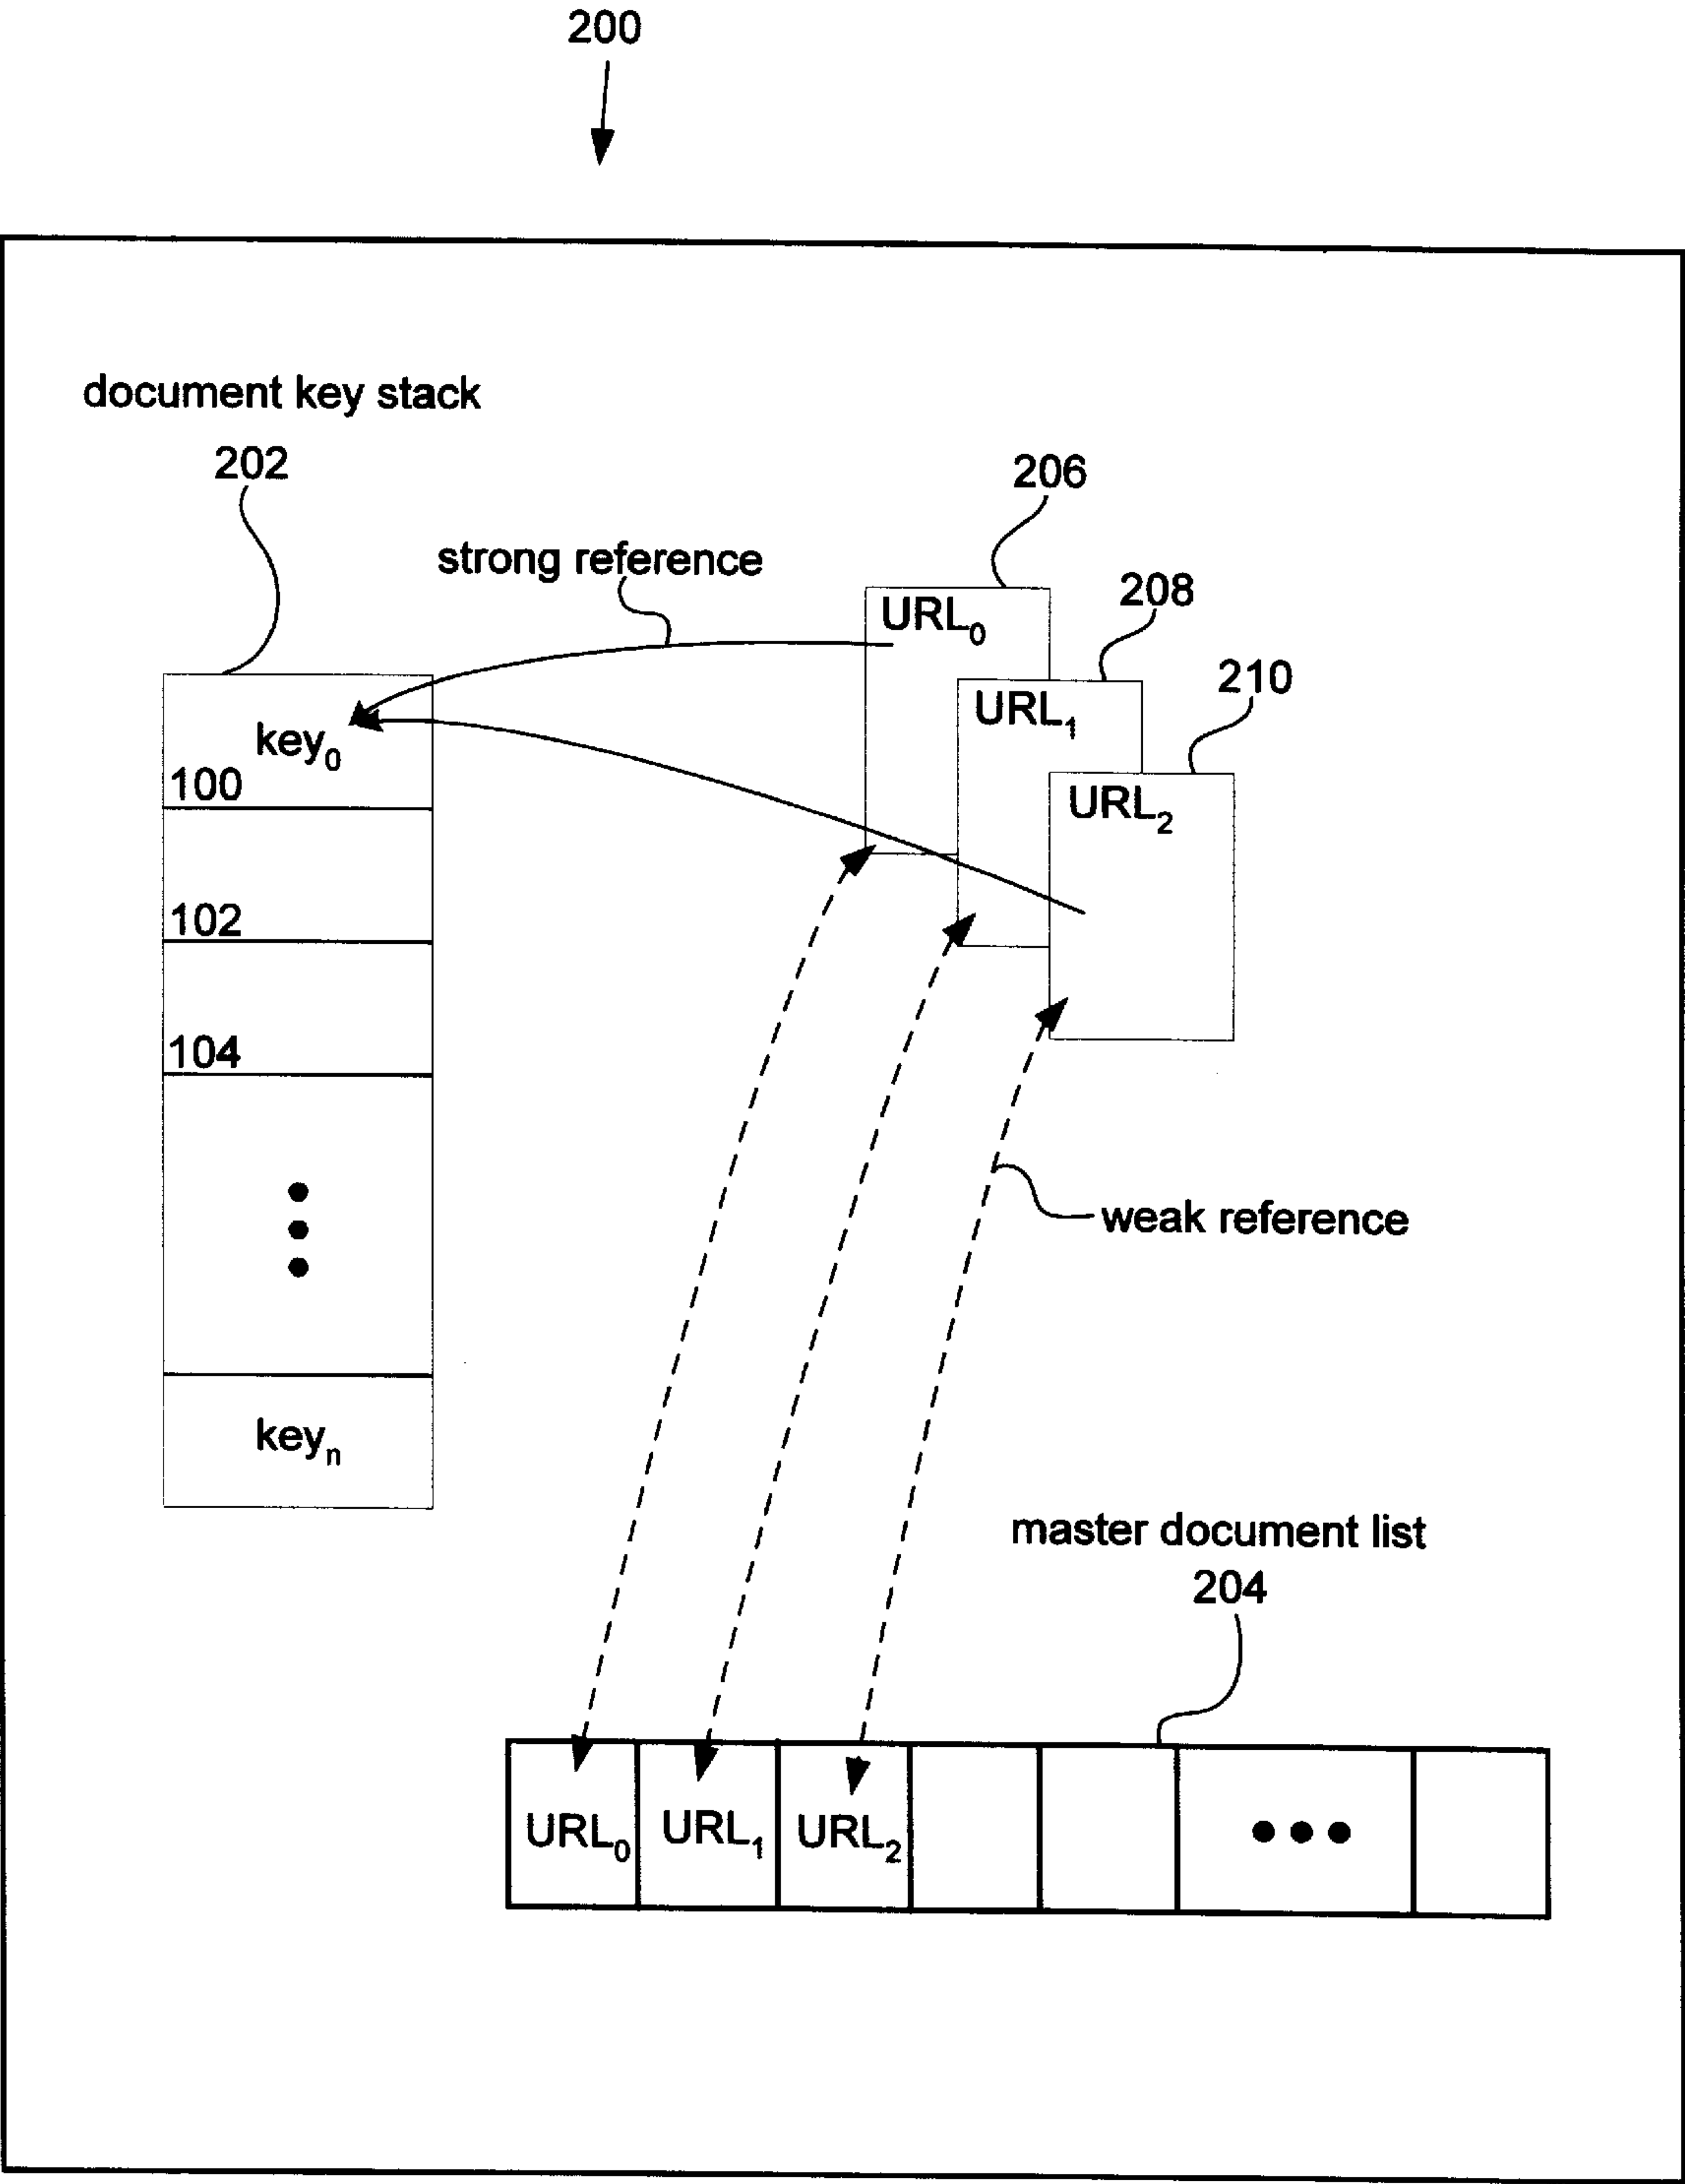 200
document key stack
202
206
strong reference
208
URL₀
210
URL₁
key₀
100
URL₂
102
104
weak reference
keyₙ
master document list
204
URL₀
URL₁
URL₂